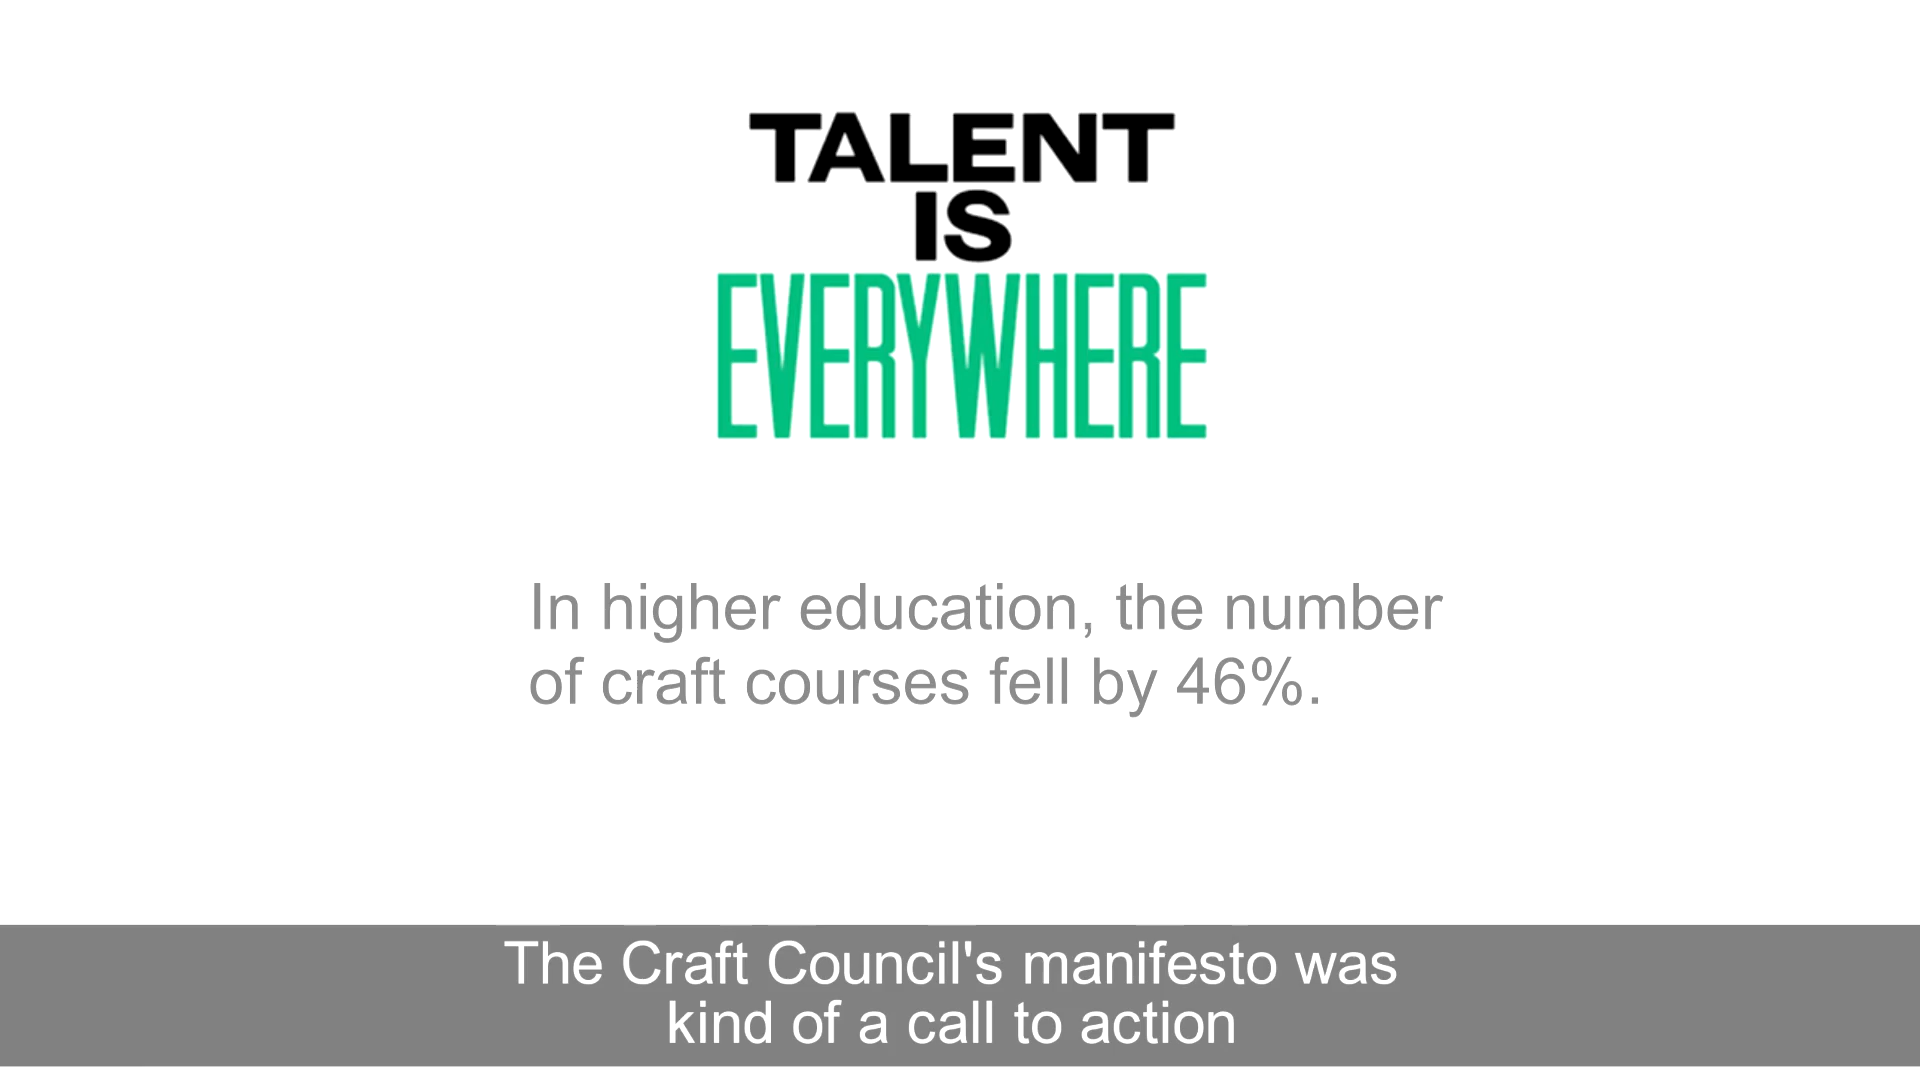 TALENT
IS
EVERYWHERE
In higher education, the number
of craft courses fell by 46%.
The Craft Council's manifesto was
kind of a call to action